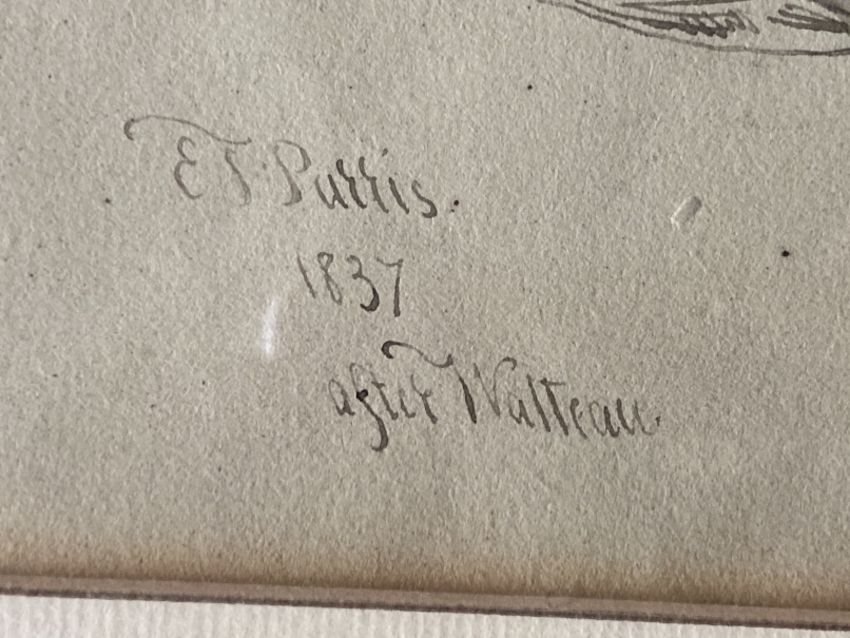 E T. Parris.
1837
after Watteau.